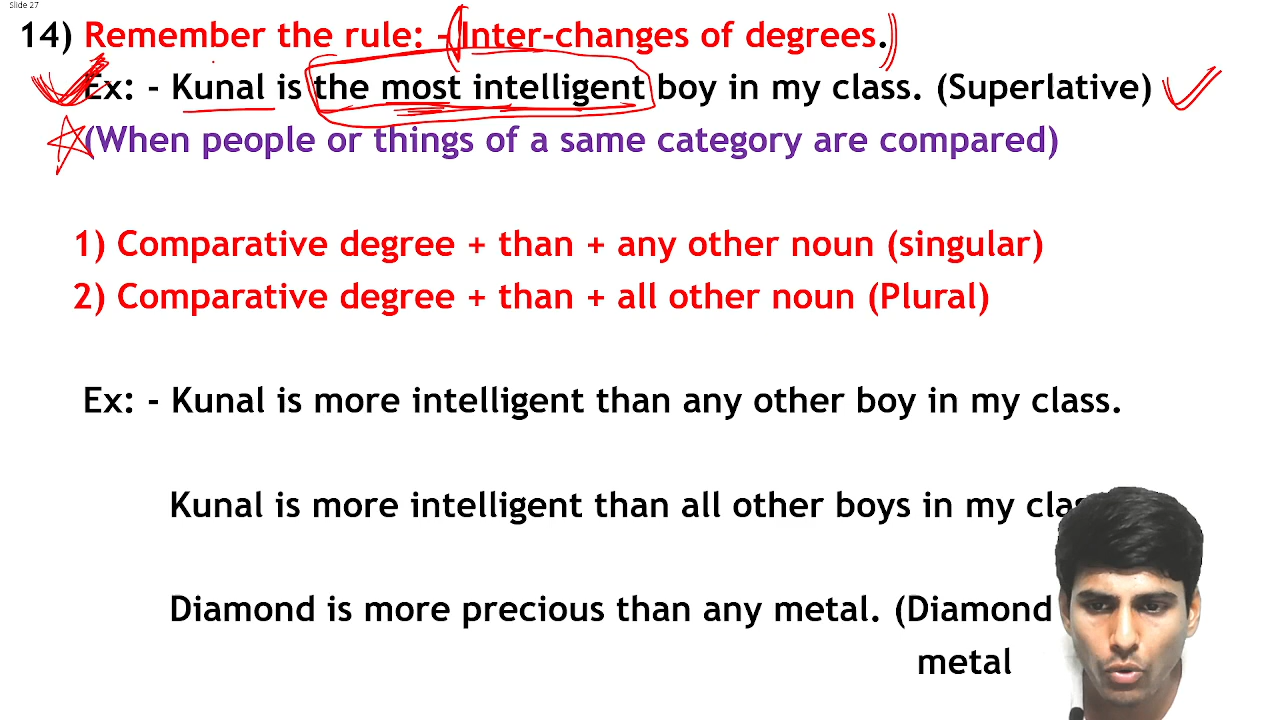 Slide 27
14) Remember the rule: - Inter-changes of degrees.
Ex: - Kunal is the most intelligent boy in my class. (Superlative)
(When people or things of a same category are compared)
1) Comparative degree + than + any other noun (singular)
2) Comparative degree + than + all other noun (Plural)
Ex: - Kunal is more intelligent than any other boy in my class.
Kunal is more intelligent than all other boys in my
Diamond is more precious than any metal. (Diamond
metal